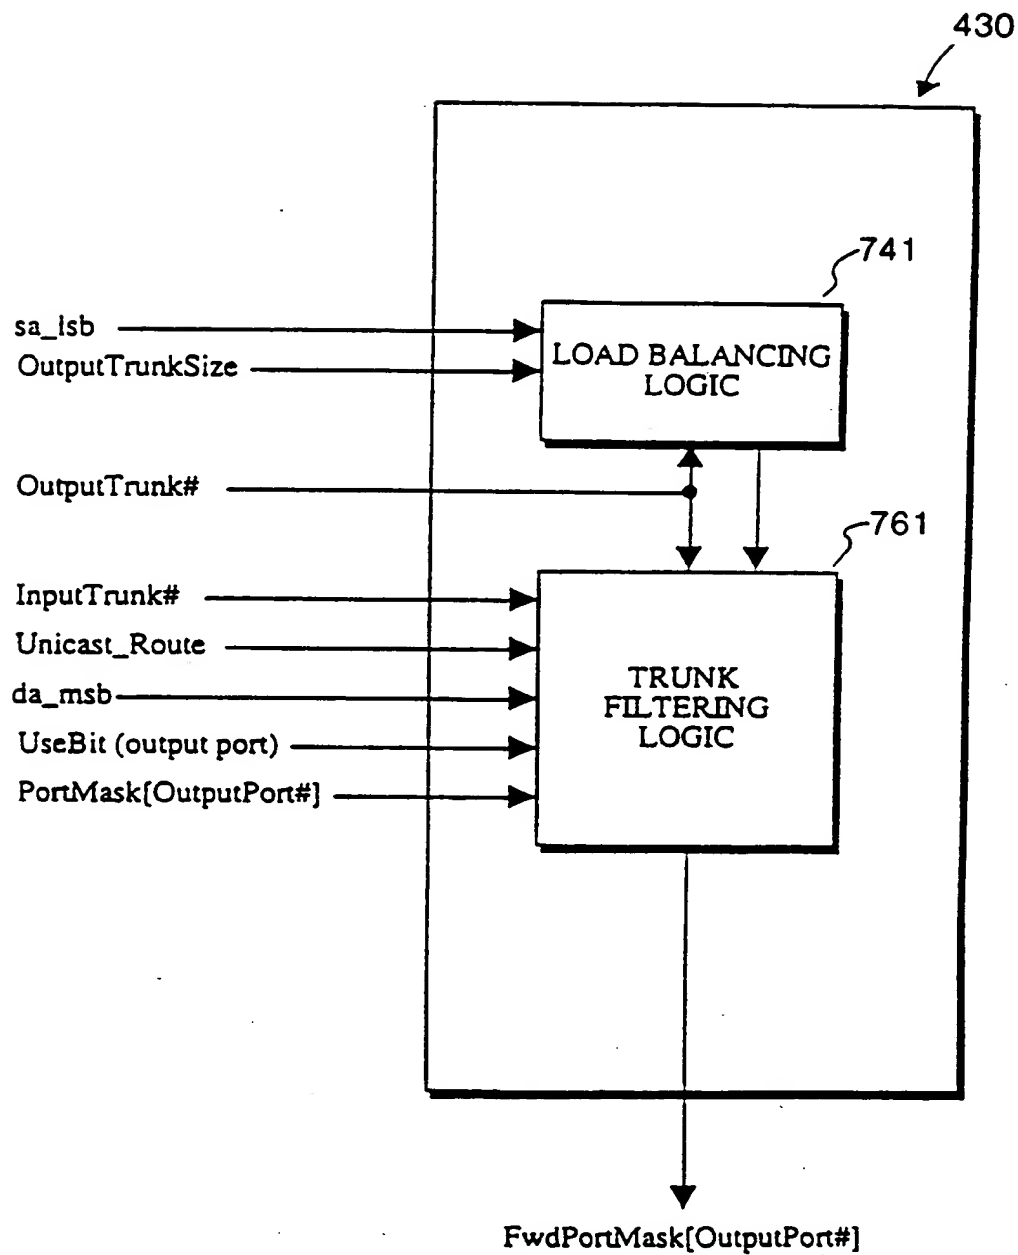 430
741
sa_lsb
OutputTrunkSize
LOAD BALANCING
LOGIC
OutputTrunk#
761
InputTrunk#
Unicast_Route
da_msb
UseBit (output port)
PortMask[OutputPort#]
TRUNK
FILTERING
LOGIC
FwdPortMask[OutputPort#]